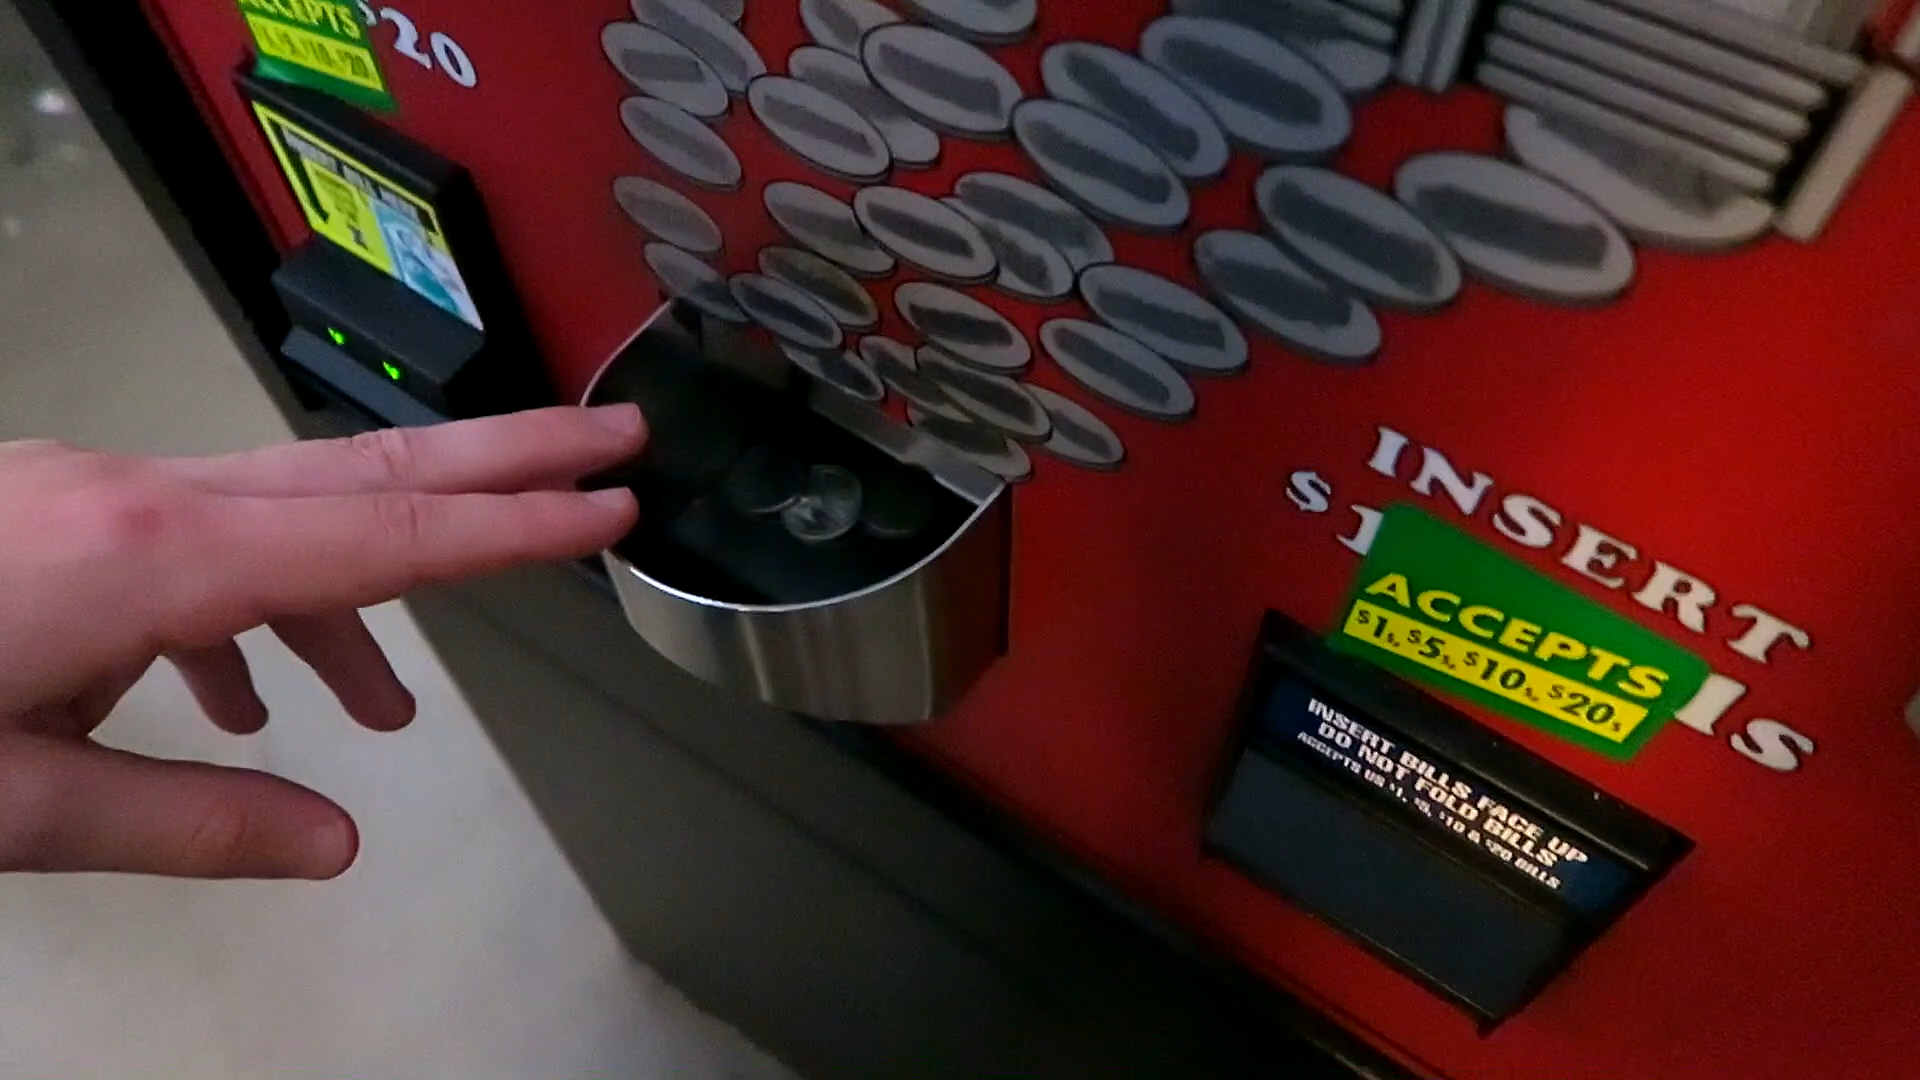 ACCEPTS
$20
INSERT
$1
1s
ACCEPTS
$1s, $5s, $10s, $20s
INSERT BILLS FACE UP
DO NOT FOLD BILLS
ACCEPTS US $1, $5, $10 & $20 BILLS